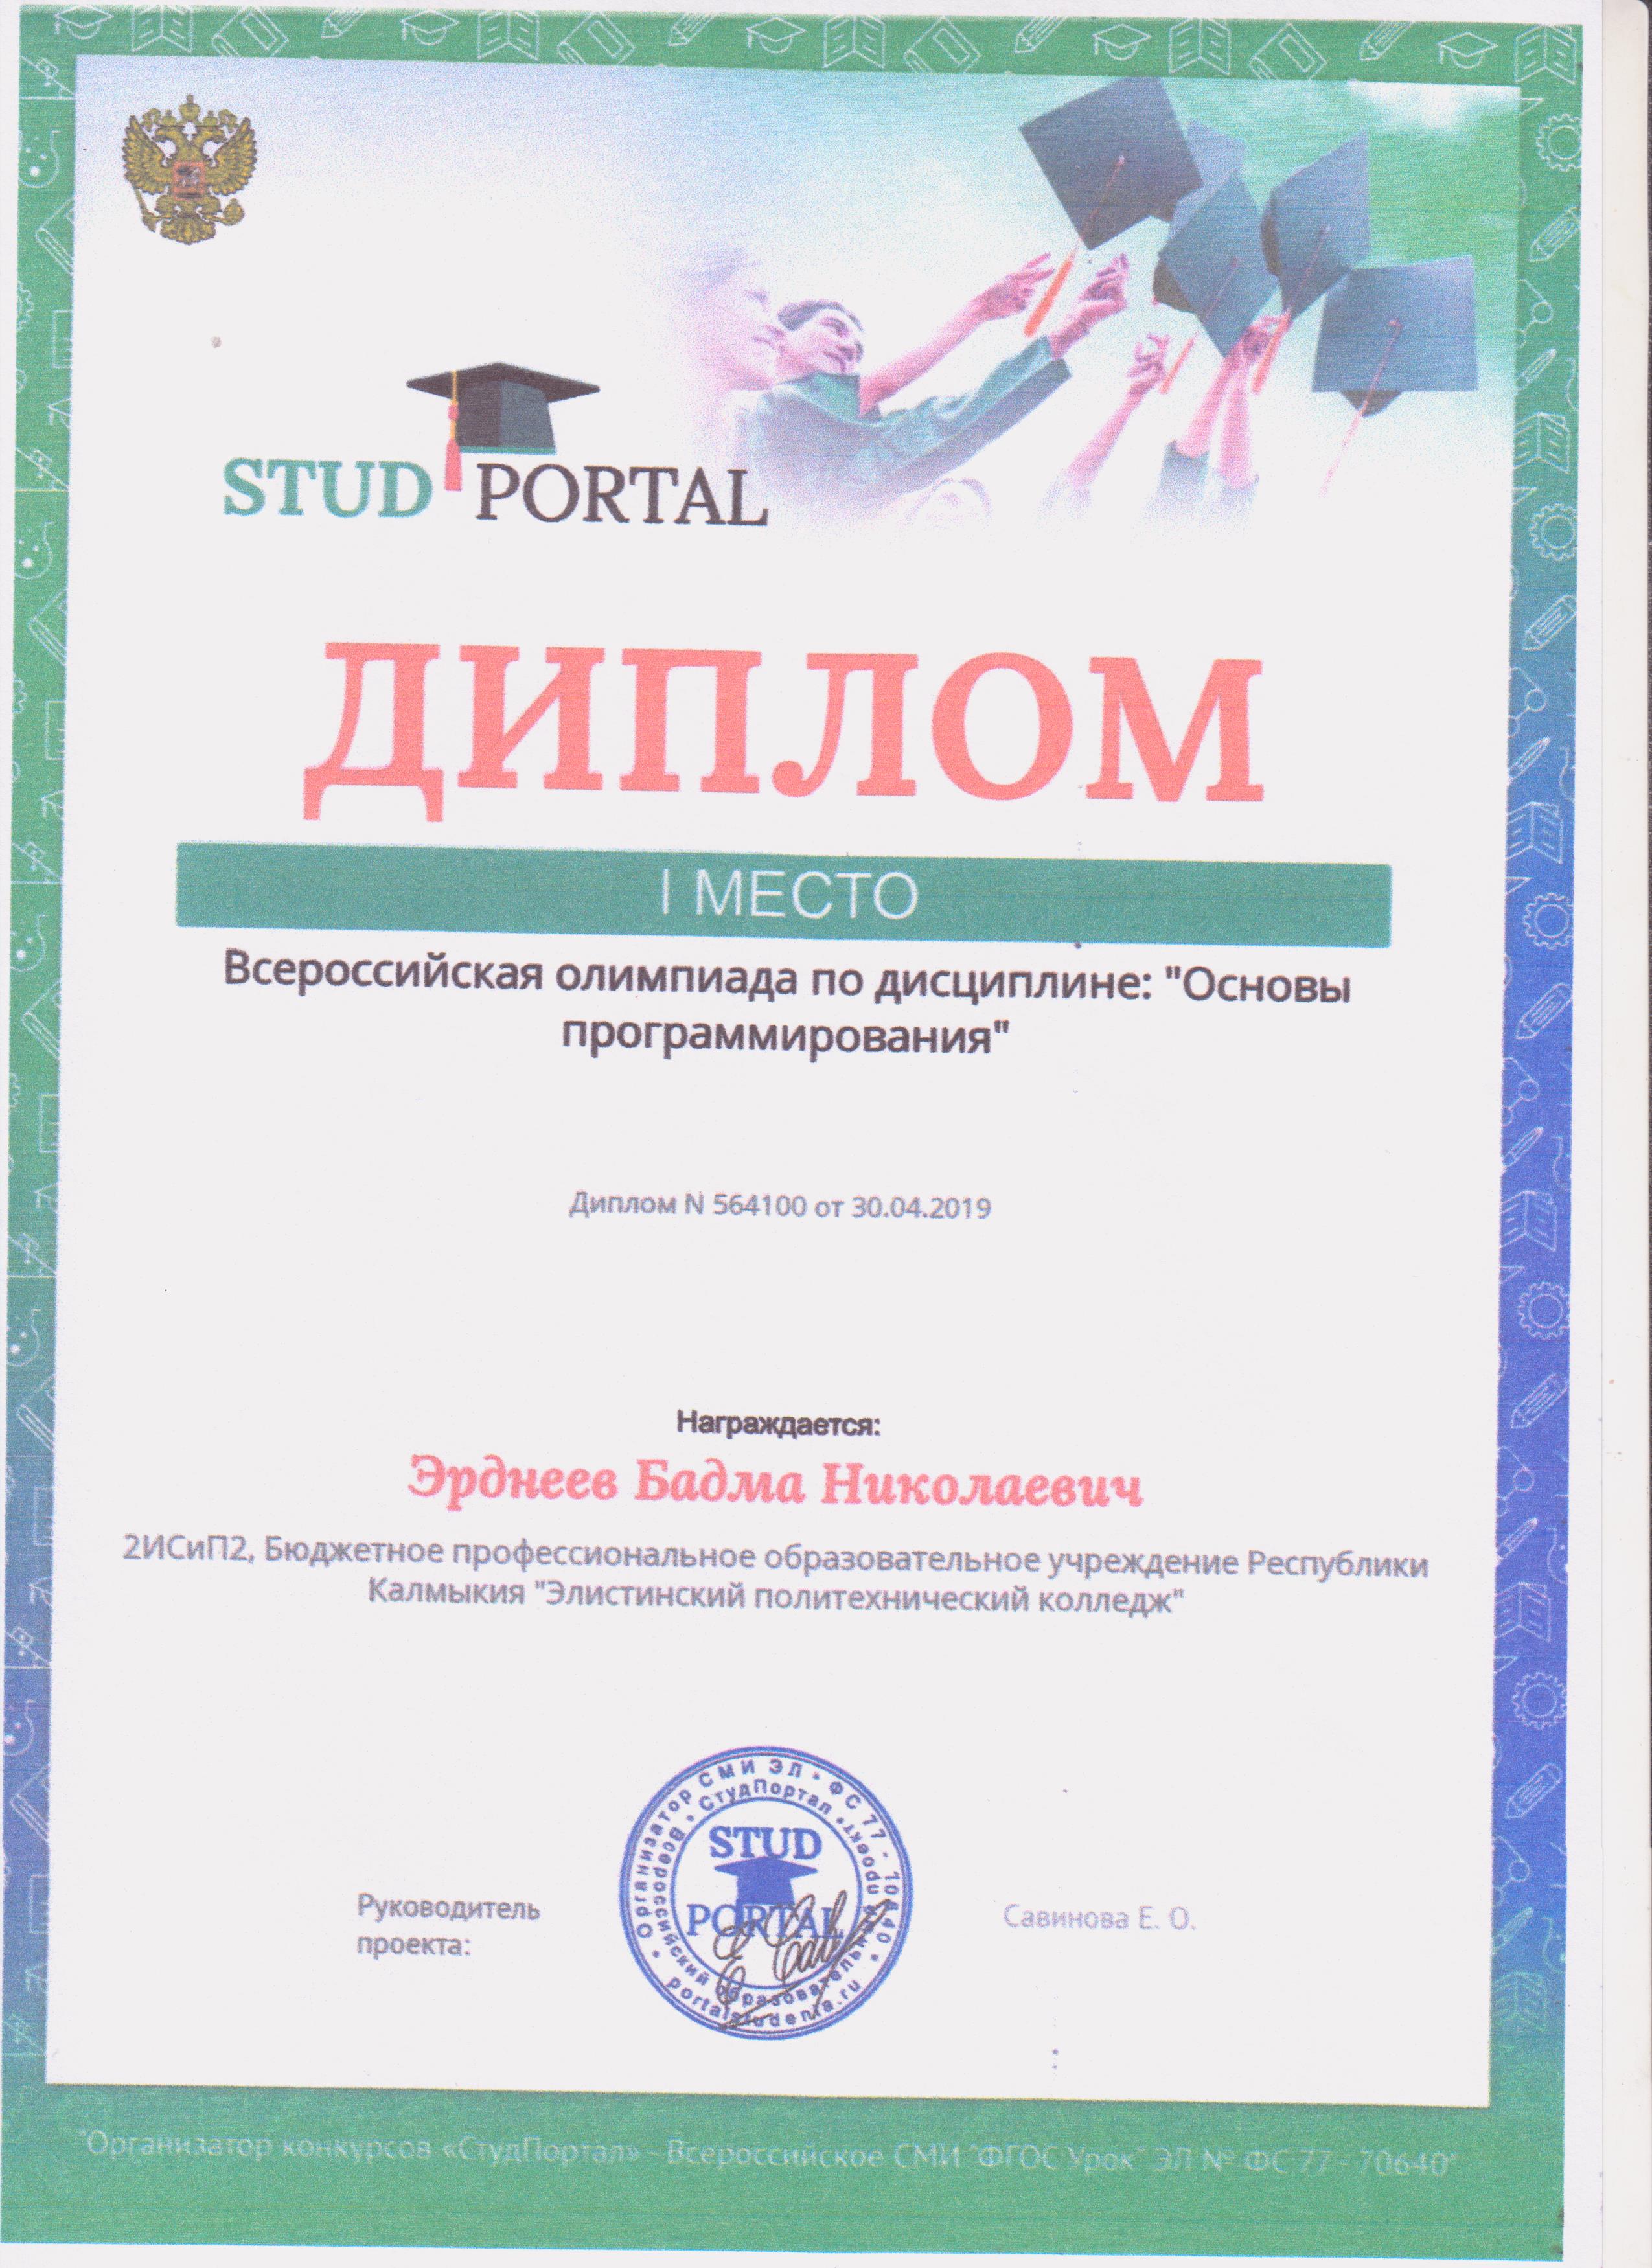 STUD PORTAL
ДИПЛОМ
I МЕСТО
Всероссийская олимпиада по дисциплине: "Основы
программирования"
Диплом N 564100 от 30.04.2019
Награждается:
Эрднеев Бадма Николаевич
2ИСиП2, Бюджетное профессиональное образовательное учреждение Республики
Калмыкия "Элистинский политехнический колледж"
Руководитель
проекта:
Организатор СМИ ЭЛ • ФС 77 - 70640 •
portalstudenta.ru
Всероссийский образовательный проект • СтудПортал •
STUD
PORTAL
Савинова Е. О.
"Организатор конкурсов «СтудПортал» - Всероссийское СМИ "ФГОС Урок" ЭЛ № ФС 77 - 70640"